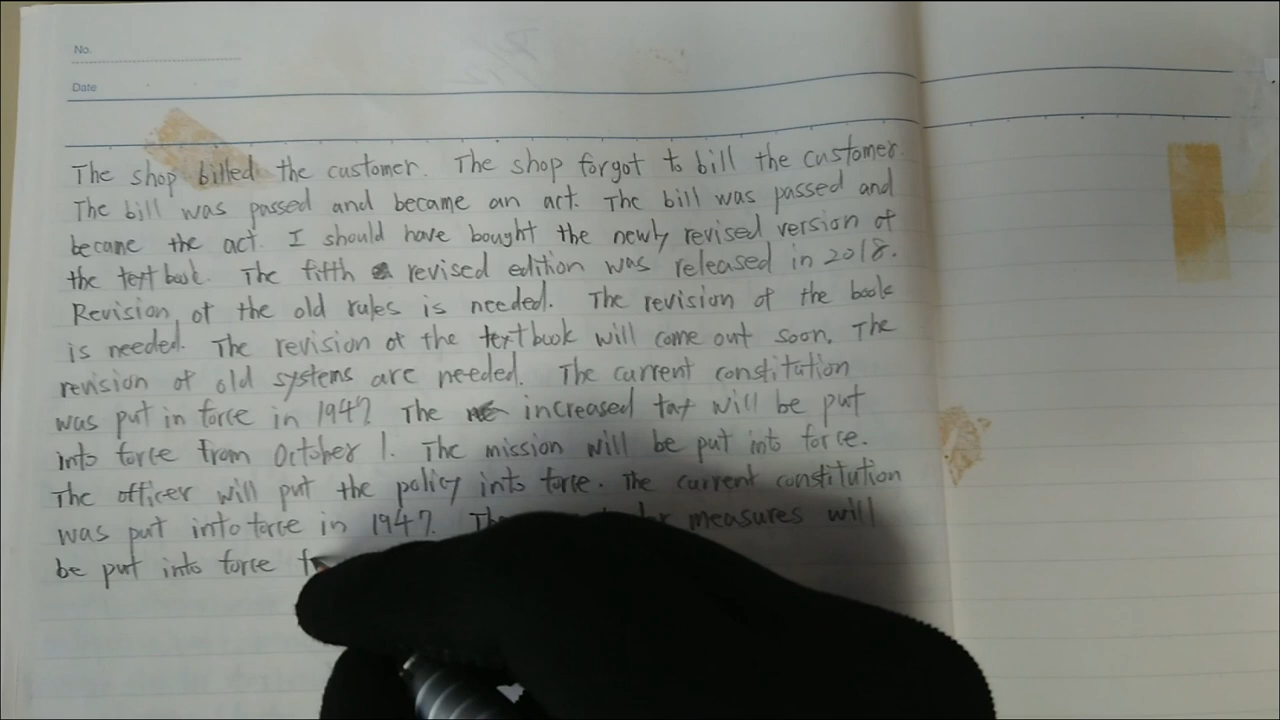 No.
Date
The shop billed the customer. The shop forgot to bill the customer.
The bill was passed and became an act. The bill was passed and
became the act. I should have bought the newly revised version of
the textbook. The fifth revised edition was released in 2018.
Revision of the old rules is needed. The revision of the book
is needed. The revision of the textbook will come out soon. The
revision of old systems are needed. The current constitution
was put in force in 1947. The increased tax will be put
into force from October 1. The mission will be put into force.
The officer will put the policy into force. The current constitution
was put into force in 1947. measures will
be put into force